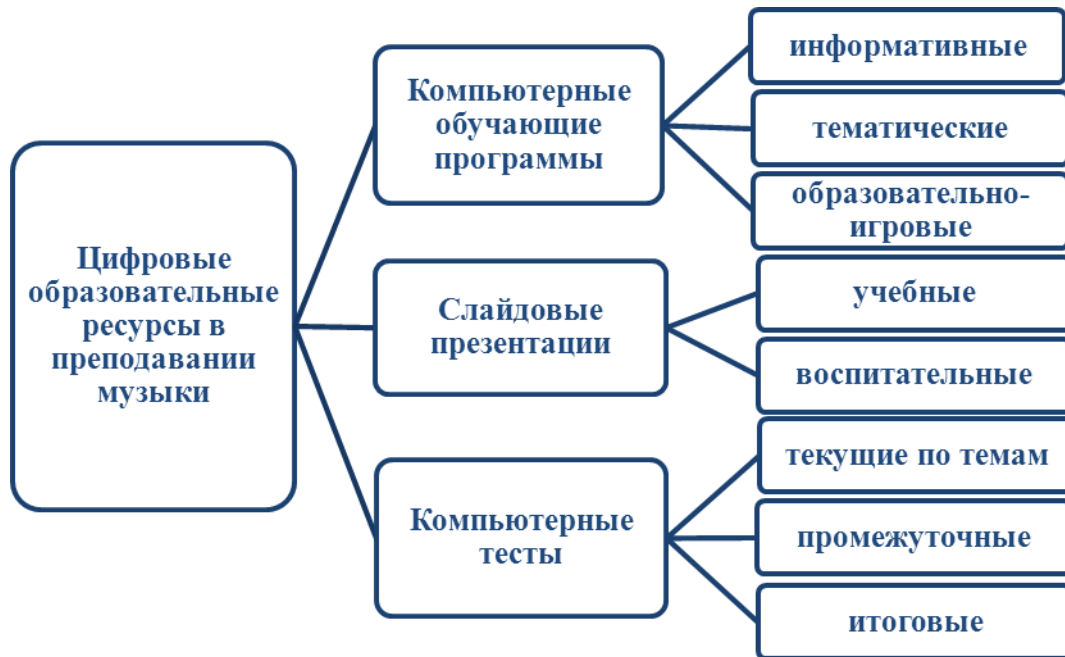 Цифровые
образовательные
ресурсы в
преподавании
музыки
Компьютерные
обучающие
программы
информативные
тематические
образовательно-
игровые
Слайдовые
презентации
учебные
воспитательные
Компьютерные
тесты
текущие по темам
промежуточные
итоговые